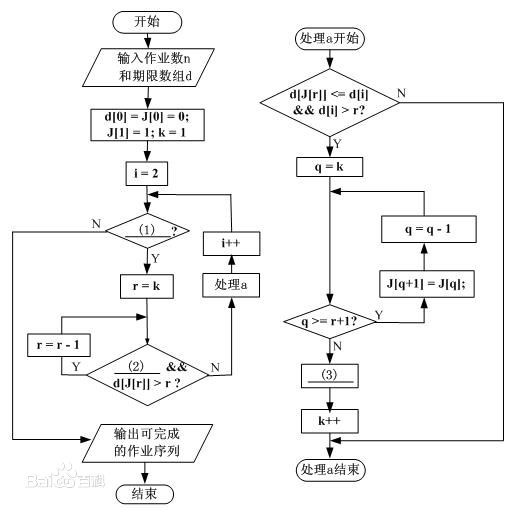 开始
输入作业数n
和期限数组d
d[0] = J[0] = 0;
J[1] = 1; k = 1
i = 2
N
(1) ?
Y
r = k
r = r - 1
Y
(2) &&
d[J[r]] > r ?
N
处理a
i++
输出可完成
的作业序列
结束
处理a开始
d[J[r]] <= d[i]
&& d[i] > r?
N
Y
q = k
q = q - 1
J[q+1] = J[q];
q >= r+1?
Y
N
(3)
k++
处理a结束
Bai百科